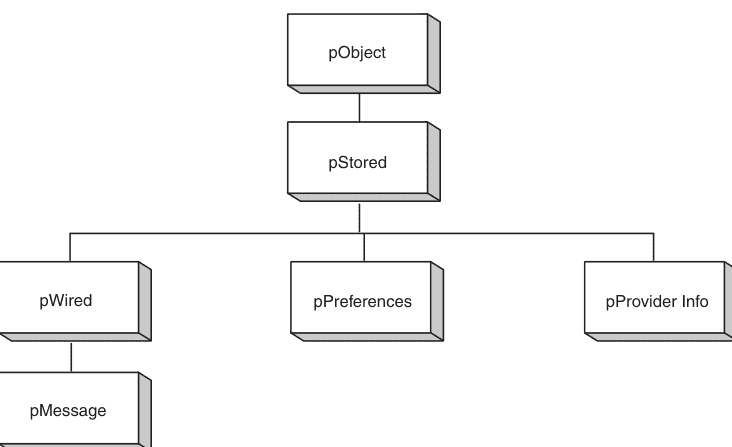 pObject
pStored
pWired
pPreferences
pProvider Info
pMessage